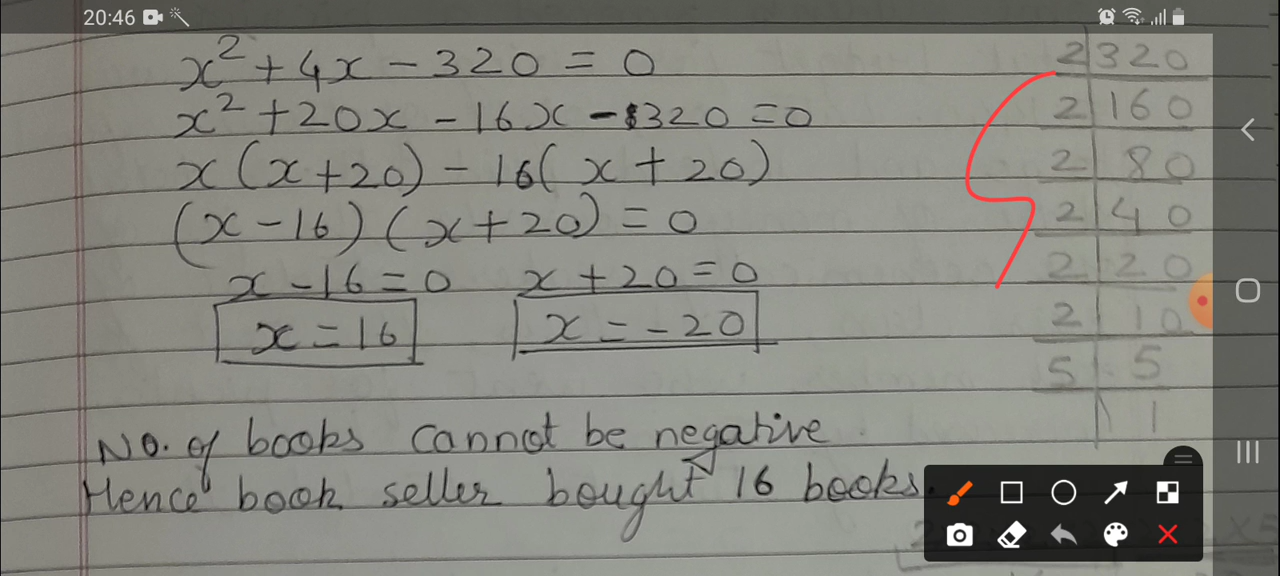 20:46
x² + 4x - 320 = 0
x² + 20x - 16x - 320 = 0
x(x+20) - 16(x+20)
(x-16)(x+20) = 0
x-16=0 x+20=0
x=16 x=-20
No. of books cannot be negative.
Hence book seller bought 16 books.
2|320
2|160
2|80
2|40
2|20
2|10
5|5
|1